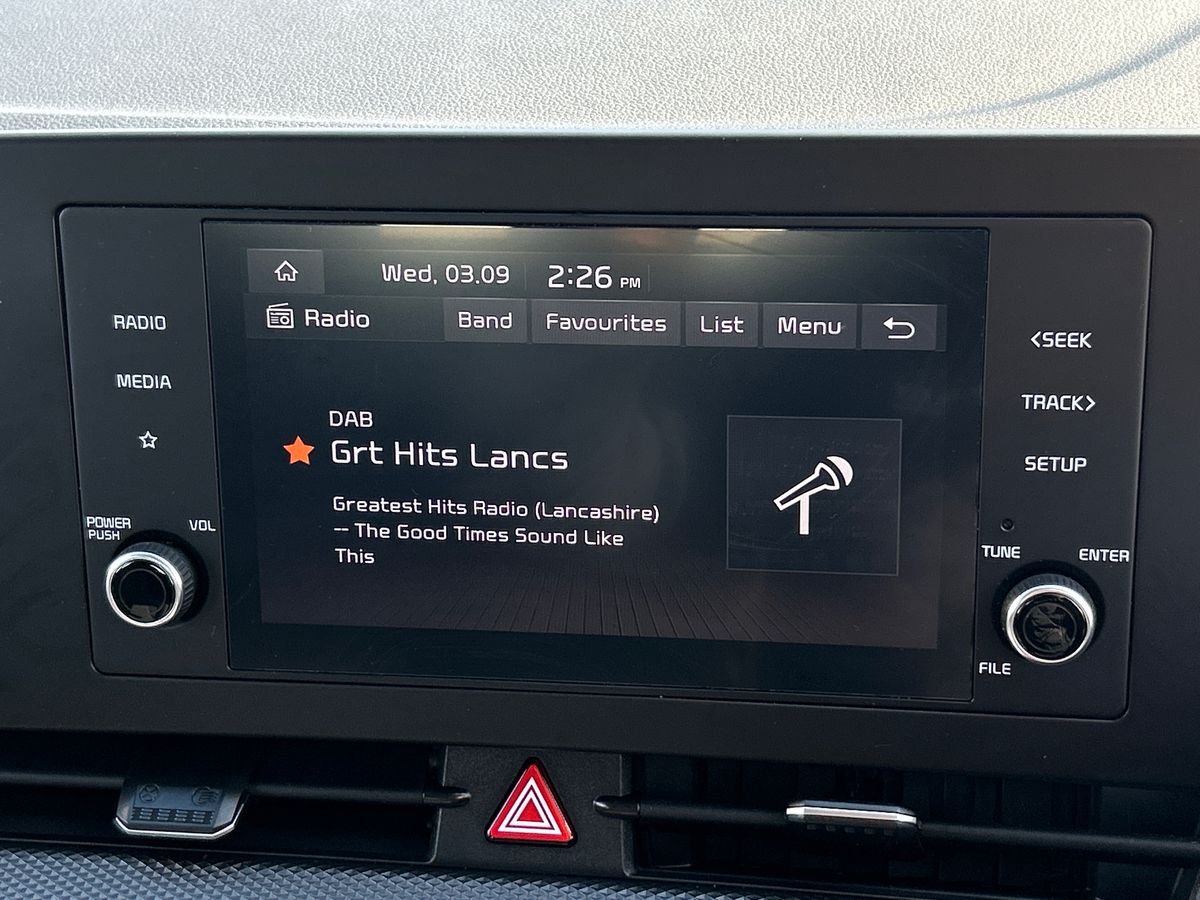 Wed, 03.09 2:26 PM
Radio Band Favourites List Menu
RADIO
MEDIA
POWER
PUSH
VOL
DAB
Grt Hits Lancs
Greatest Hits Radio (Lancashire)
-- The Good Times Sound Like
This
<SEEK
TRACK>
SETUP
TUNE ENTER
FILE